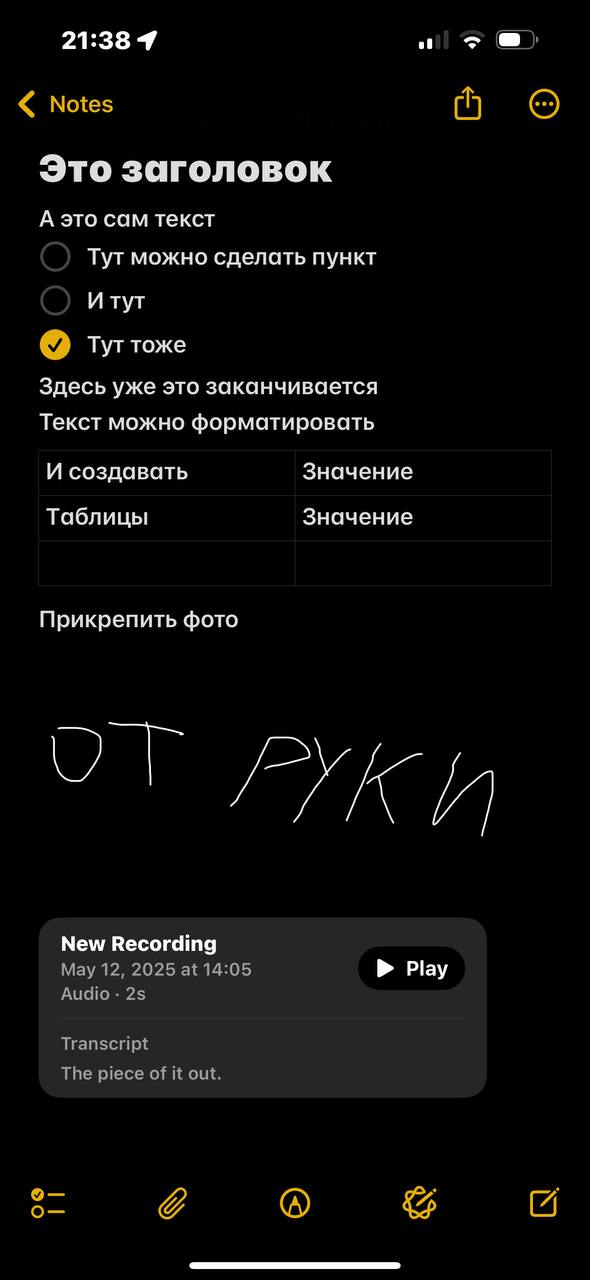 21:38
Notes
Это заголовок
А это сам текст
Тут можно сделать пункт
И тут
Тут тоже
Здесь уже это заканчивается
Текст можно форматировать
И создавать Значение
Таблицы Значение
Прикрепить фото
ОТ РУКИ
New Recording
May 12, 2025 at 14:05
Audio · 2s
Play
Transcript
The piece of it out.